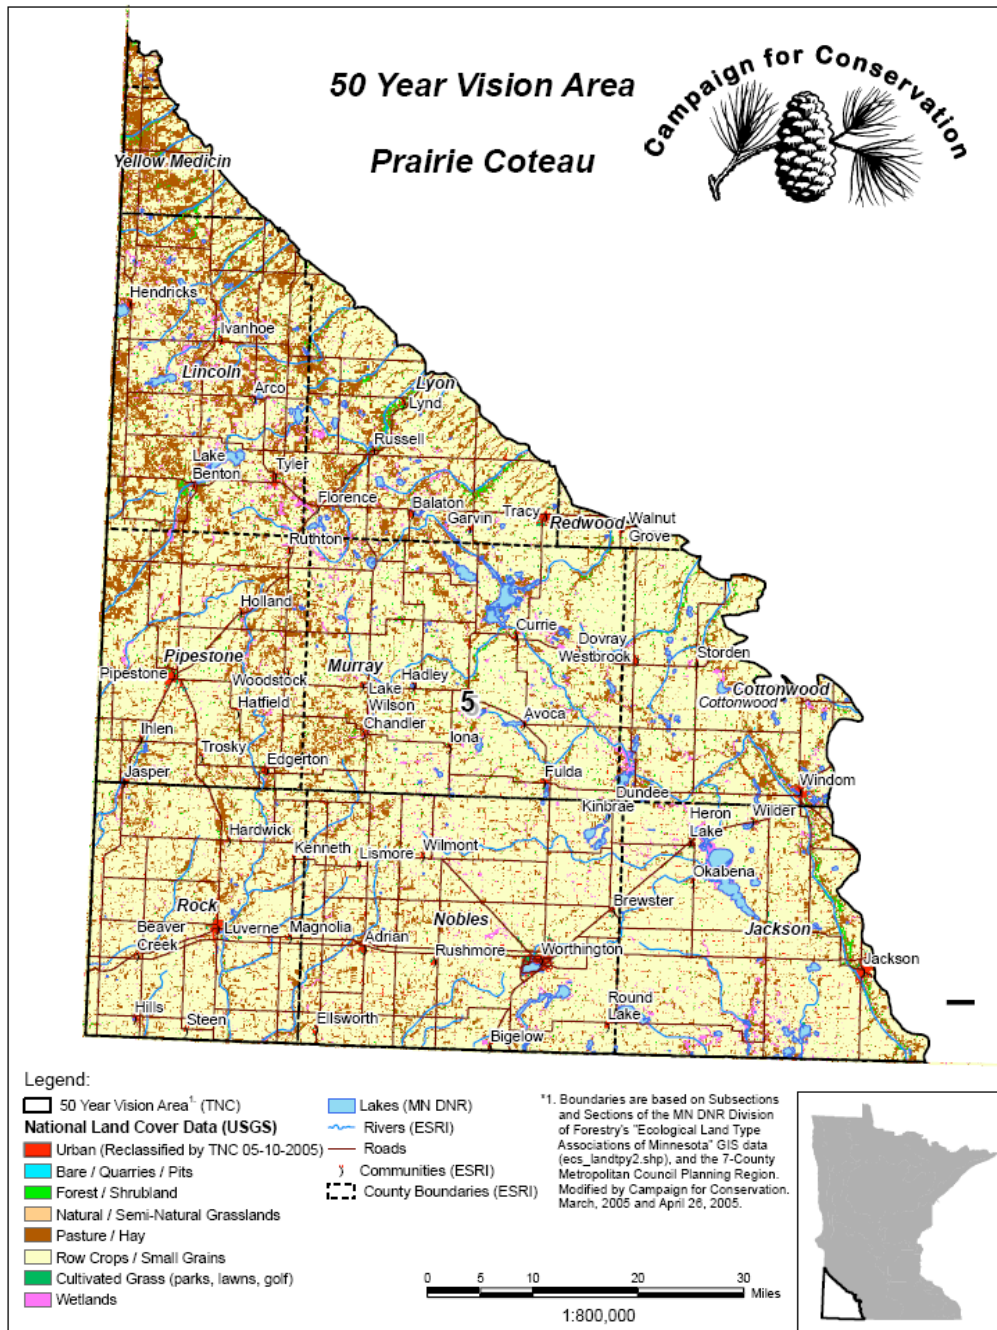 50 Year Vision Area
Prairie Coteau
Campaign for Conservation
Yellow Medicin
Hendricks
Ivanhoe
Lincoln
Arco
Lyon
Lynd
Russell
Lake
Benton
Tyler
Florence
Balaton
Garvin
Tracy
Redwood
Walnut
Grove
Ruthton
Holland
Currie
Dovray
Westbrook
Storden
Pipestone
Pipestone
Murray
Woodstock
Hadley
Lake
Wilson
Hatfield
Chandler
5
Cottonwood
Cottonwood
Avoca
Ihlen
Iona
Trosky
Edgerton
Jasper
Fulda
Dundee
Windom
Kinbrae
Heron
Lake
Wilder
Hardwick
Kenneth
Lismore
Wilmont
Okabena
Brewster
Rock
Nobles
Beaver
Creek
Luverne
Magnolia
Adrian
Rushmore
Worthington
Jackson
Jackson
Hills
Steen
Ellsworth
Round
Lake
Bigelow
Legend:
50 Year Vision Area1. (TNC)
National Land Cover Data (USGS)
Urban (Reclassified by TNC 05-10-2005)
Bare / Quarries / Pits
Forest / Shrubland
Natural / Semi-Natural Grasslands
Pasture / Hay
Row Crops / Small Grains
Cultivated Grass (parks, lawns, golf)
Wetlands
Lakes (MN DNR)
Rivers (ESRI)
Roads
Communities (ESRI)
County Boundaries (ESRI)
*1. Boundaries are based on Subsections
and Sections of the MN DNR Division
of Forestry's "Ecological Land Type
Associations of Minnesota" GIS data
(ecs_landtpy2.shp), and the 7-County
Metropolitan Council Planning Region.
Modified by Campaign for Conservation.
March, 2005 and April 26, 2005.
0 5 10 20 30
Miles
1:800,000